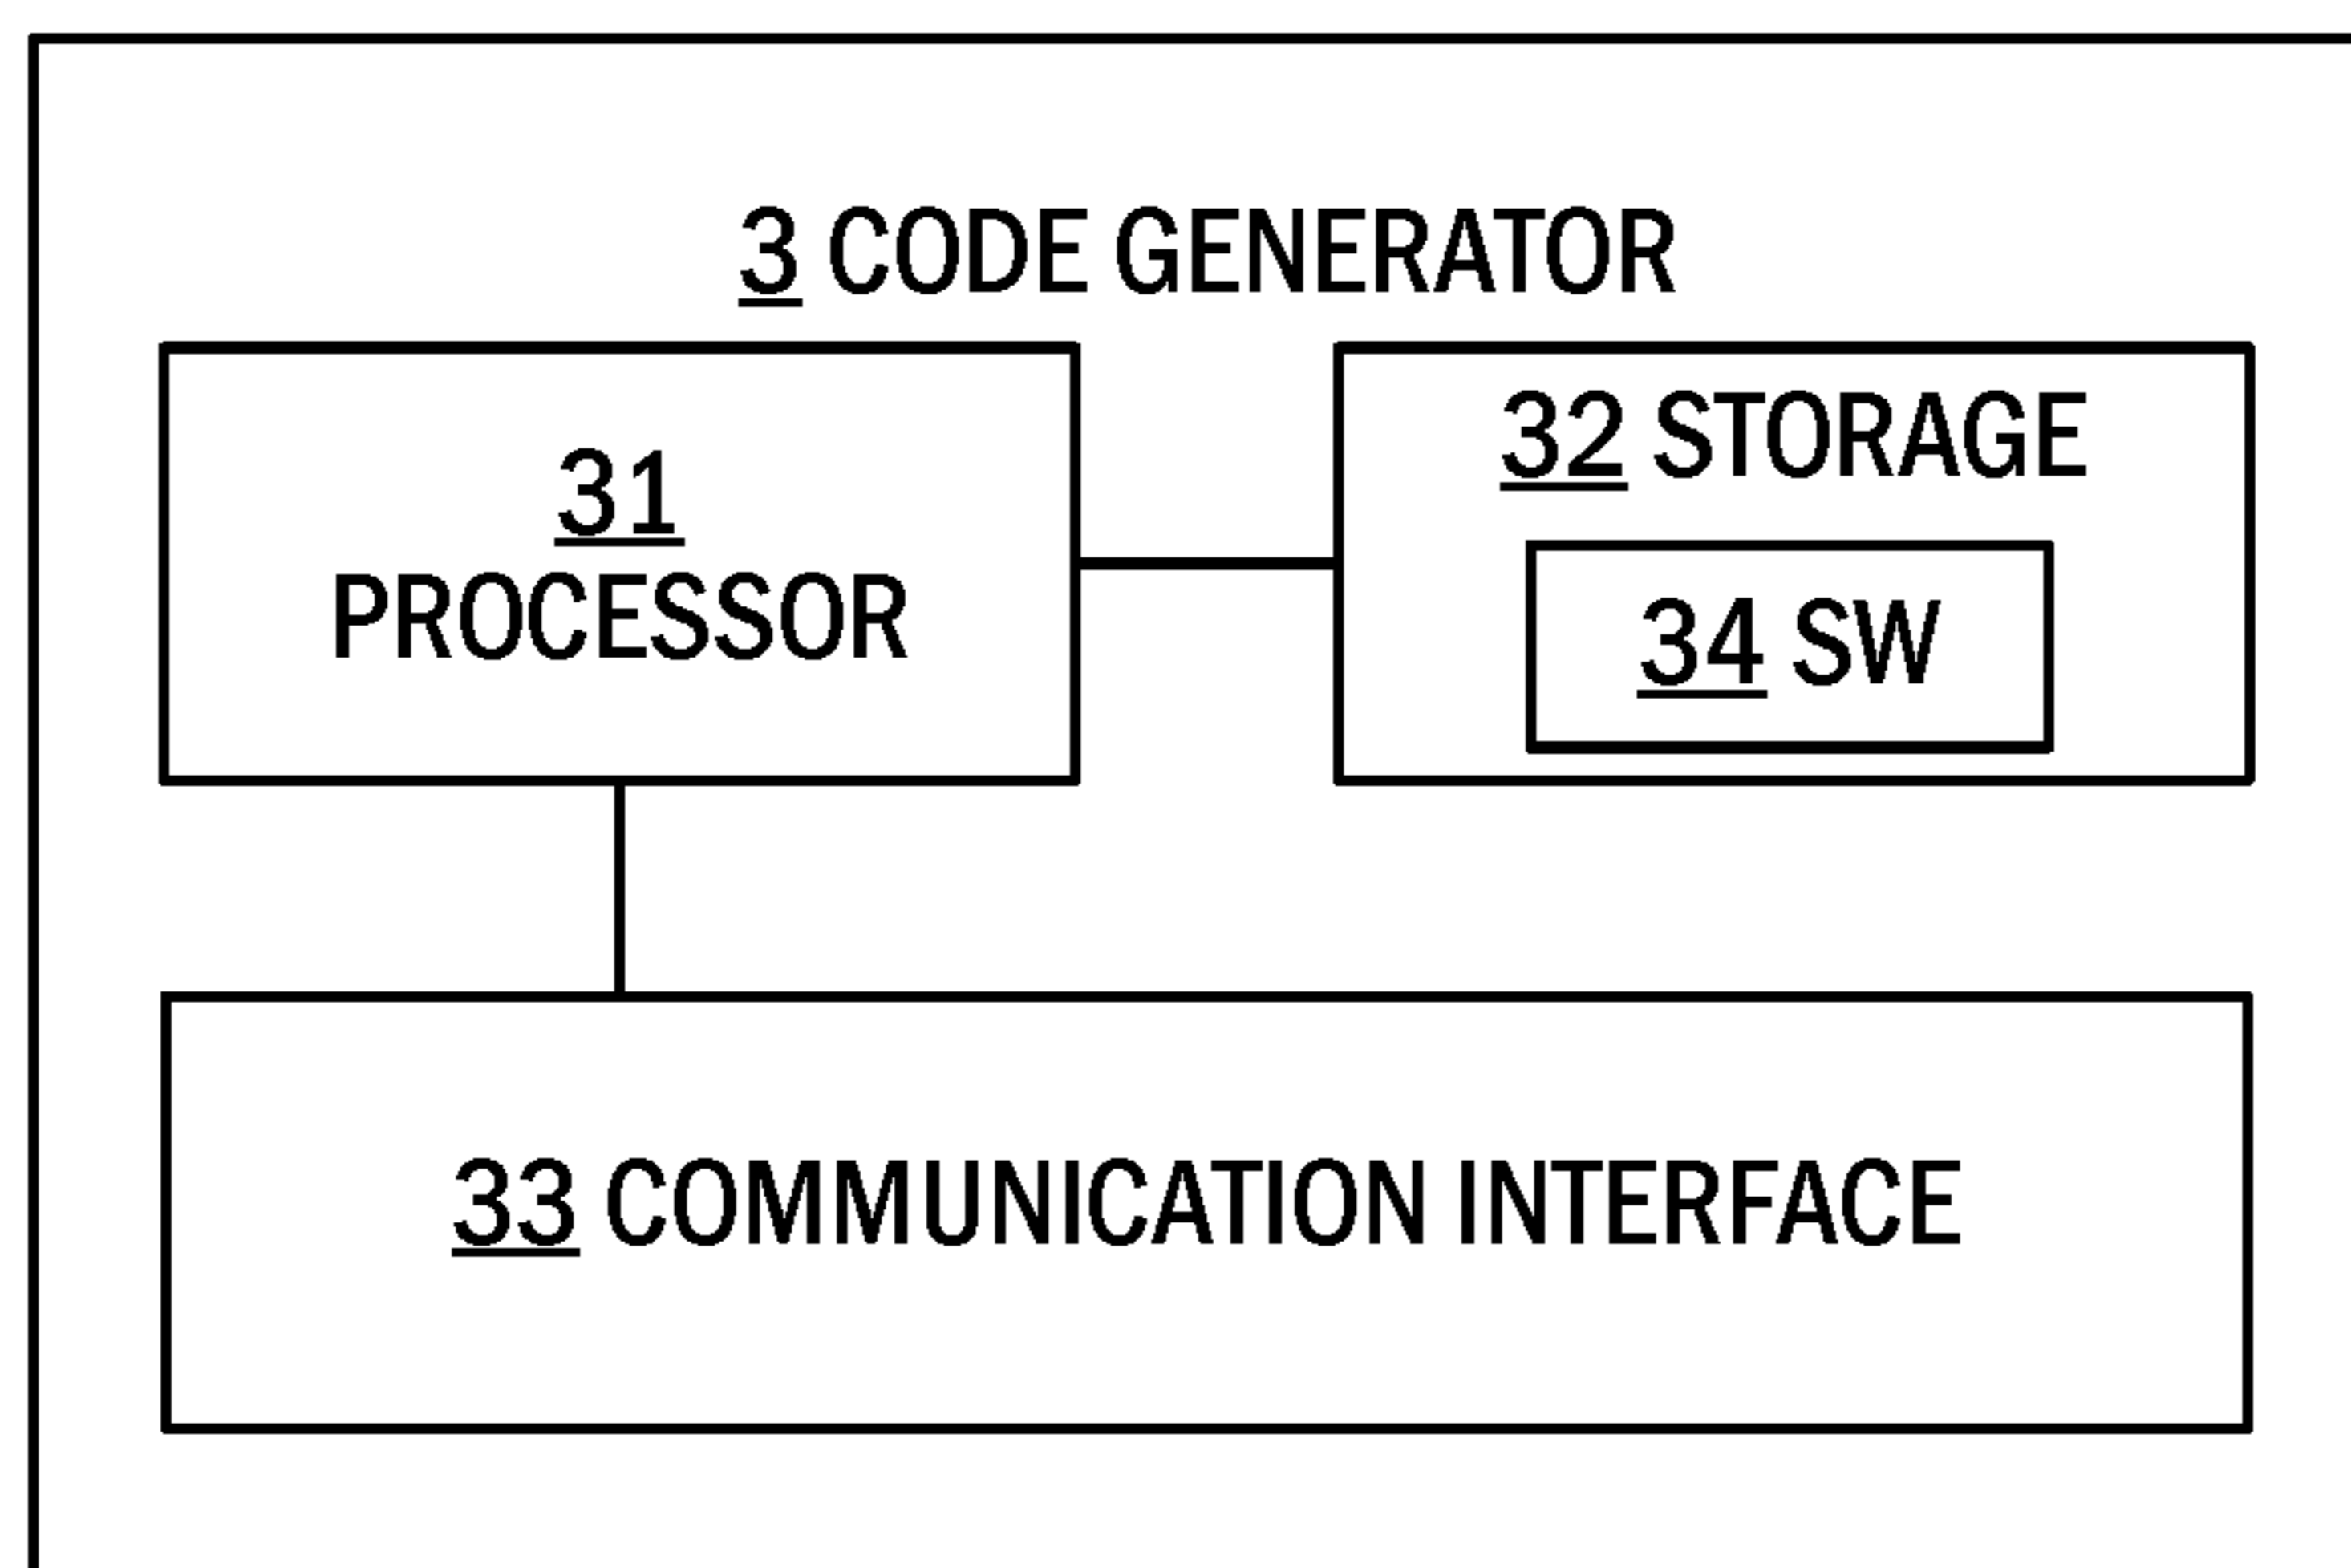 3 CODE GENERATOR
31
PROCESSOR
32 STORAGE
34 SW
33 COMMUNICATION INTERFACE